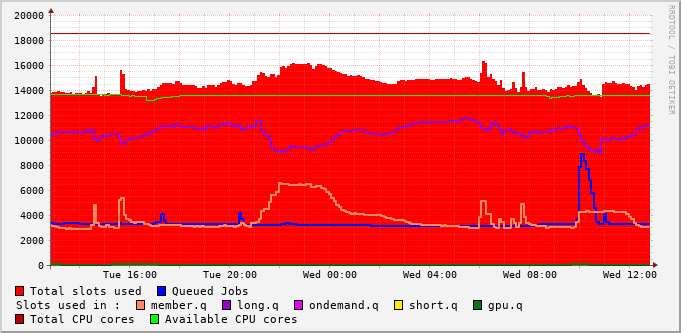 20000
18000
16000
14000
12000
10000
8000
6000
4000
2000
0
Tue 16:00 Tue 20:00 Wed 00:00 Wed 04:00 Wed 08:00 Wed 12:00
Total slots used Queued Jobs
Slots used in : member.q long.q ondemand.q short.q gpu.q
Total CPU cores Available CPU cores
RRDTOOL / TOBI OETIKER